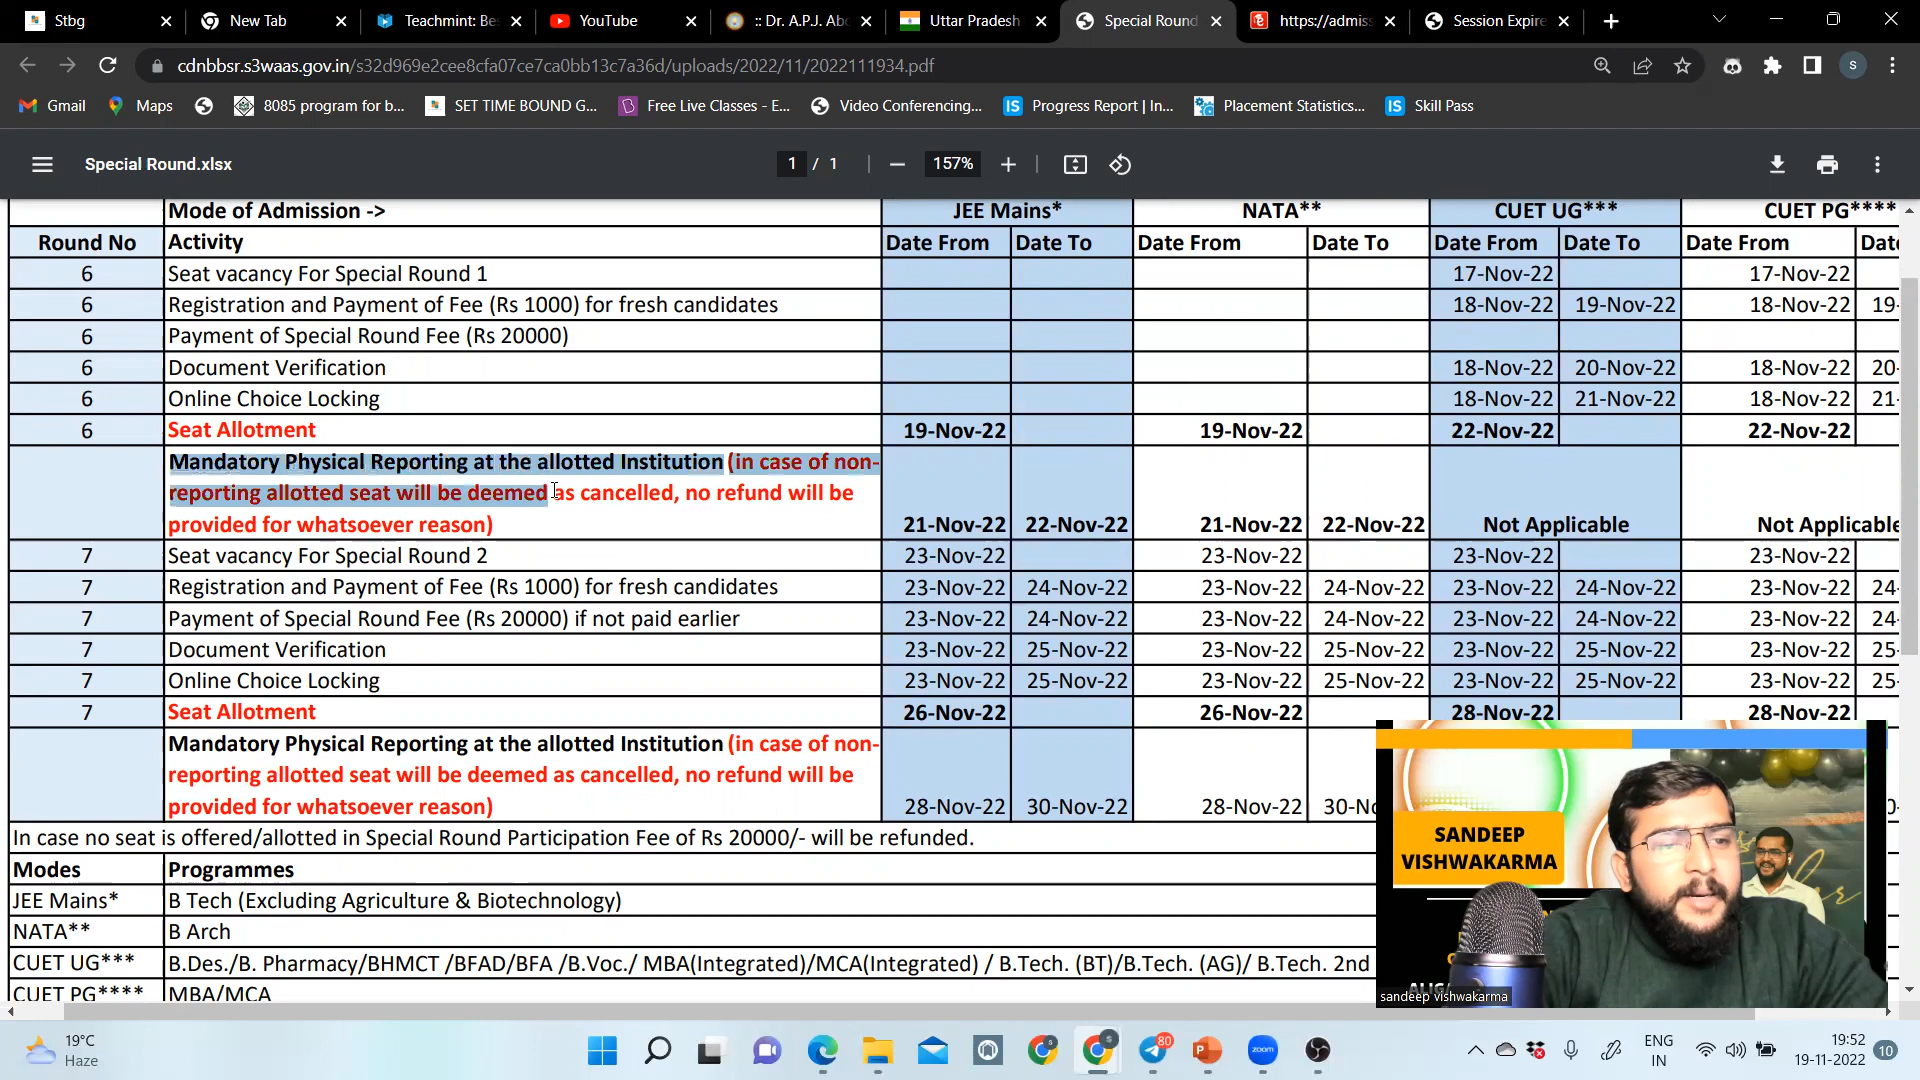 Stbg
New Tab
Teachmint: Be
YouTube
:: Dr. A.P.J. Abd
Uttar Pradesh
Special Round
https://admis
Session Expire
cdnbbsr.s3waas.gov.in/s32d969e2cee8cfa07ce7ca0bb13c7a36d/uploads/2022/11/2022111934.pdf
Gmail
Maps
8085 program for b...
SET TIME BOUND G...
Free Live Classes - E...
Video Conferencing...
Progress Report | In...
Placement Statistics...
Skill Pass
Special Round.xlsx
1 / 1
157%
Mode of Admission -> JEE Mains* NATA** CUET UG*** CUET PG****
Round No Activity Date From Date To Date From Date To Date From Date To Date From Date
6 Seat vacancy For Special Round 1 17-Nov-22 17-Nov-22
6 Registration and Payment of Fee (Rs 1000) for fresh candidates 18-Nov-22 19-Nov-22 18-Nov-22 19-
6 Payment of Special Round Fee (Rs 20000)
6 Document Verification 18-Nov-22 20-Nov-22 18-Nov-22 20-
6 Online Choice Locking 18-Nov-22 21-Nov-22 18-Nov-22 21-
6 Seat Allotment 19-Nov-22 19-Nov-22 22-Nov-22 22-Nov-22
Mandatory Physical Reporting at the allotted Institution (in case of non-
reporting allotted seat will be deemed as cancelled, no refund will be
provided for whatsoever reason) 21-Nov-22 22-Nov-22 21-Nov-22 22-Nov-22 Not Applicable Not Applicable
7 Seat vacancy For Special Round 2 23-Nov-22 23-Nov-22 23-Nov-22 23-Nov-22
7 Registration and Payment of Fee (Rs 1000) for fresh candidates 23-Nov-22 24-Nov-22 23-Nov-22 24-Nov-22 23-Nov-22 24-Nov-22 23-Nov-22 24-
7 Payment of Special Round Fee (Rs 20000) if not paid earlier 23-Nov-22 24-Nov-22 23-Nov-22 24-Nov-22 23-Nov-22 24-Nov-22 23-Nov-22 24-
7 Document Verification 23-Nov-22 25-Nov-22 23-Nov-22 25-Nov-22 23-Nov-22 25-Nov-22 23-Nov-22 25-
7 Online Choice Locking 23-Nov-22 25-Nov-22 23-Nov-22 25-Nov-22 23-Nov-22 25-Nov-22 23-Nov-22 25-
7 Seat Allotment 26-Nov-22 26-Nov-22 28-Nov-22 28-Nov-22
Mandatory Physical Reporting at the allotted Institution (in case of non-
reporting allotted seat will be deemed as cancelled, no refund will be
provided for whatsoever reason) 28-Nov-22 30-Nov-22 28-Nov-22 30-N
In case no seat is offered/allotted in Special Round Participation Fee of Rs 20000/- will be refunded.
Modes Programmes
JEE Mains* B Tech (Excluding Agriculture & Biotechnology)
NATA** B Arch
CUET UG*** B.Des./B. Pharmacy/BHMCT /BFAD/BFA /B.Voc./ MBA(Integrated)/MCA(Integrated) / B.Tech. (BT)/B.Tech. (AG)/ B.Tech. 2nd
CUET PG**** MBA/MCA
SANDEEP
VISHWAKARMA
sandeep vishwakarma
19°C
Haze
80
zoom
ENG
IN
19:52
19-11-2022
10